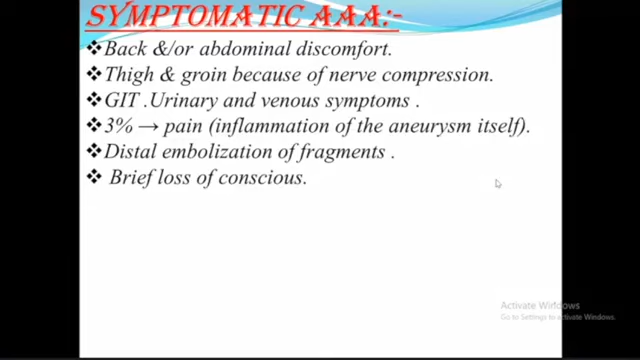 SYMPTOMATIC AAA:-
❖Back &/or abdominal discomfort.
❖Thigh & groin because of nerve compression.
❖GIT .Urinary and venous symptoms .
❖3% → pain (inflammation of the aneurysm itself).
❖Distal embolization of fragments .
❖ Brief loss of conscious.
Activate Windows
Go to Settings to activate Windows.